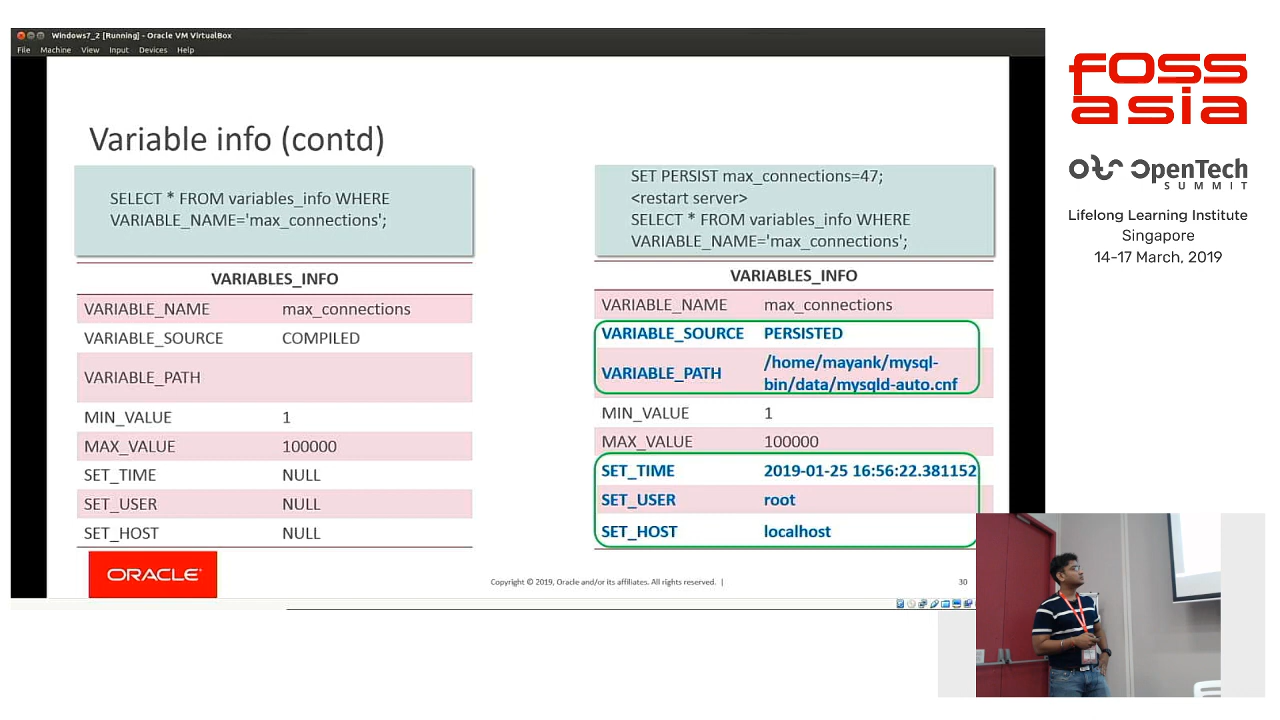 Windows7_2 [Running] - Oracle VM VirtualBox
File Machine View Input Devices Help
Variable info (contd)
SELECT * FROM variables_info WHERE
VARIABLE_NAME='max_connections';
VARIABLES_INFO
VARIABLE_NAME max_connections
VARIABLE_SOURCE COMPILED
VARIABLE_PATH
MIN_VALUE 1
MAX_VALUE 100000
SET_TIME NULL
SET_USER NULL
SET_HOST NULL
SET PERSIST max_connections=47;
<restart server>
SELECT * FROM variables_info WHERE
VARIABLE_NAME='max_connections';
VARIABLES_INFO
VARIABLE_NAME max_connections
VARIABLE_SOURCE PERSISTED
VARIABLE_PATH /home/mayank/mysql-
bin/data/mysqld-auto.cnf
MIN_VALUE 1
MAX_VALUE 100000
SET_TIME 2019-01-25 16:56:22.381152
SET_USER root
SET_HOST localhost
ORACLE
Copyright © 2019, Oracle and/or its affiliates. All rights reserved. |
30
FOSS
asia
OTS OpenTech
SUMMIT
Lifelong Learning Institute
Singapore
14-17 March, 2019